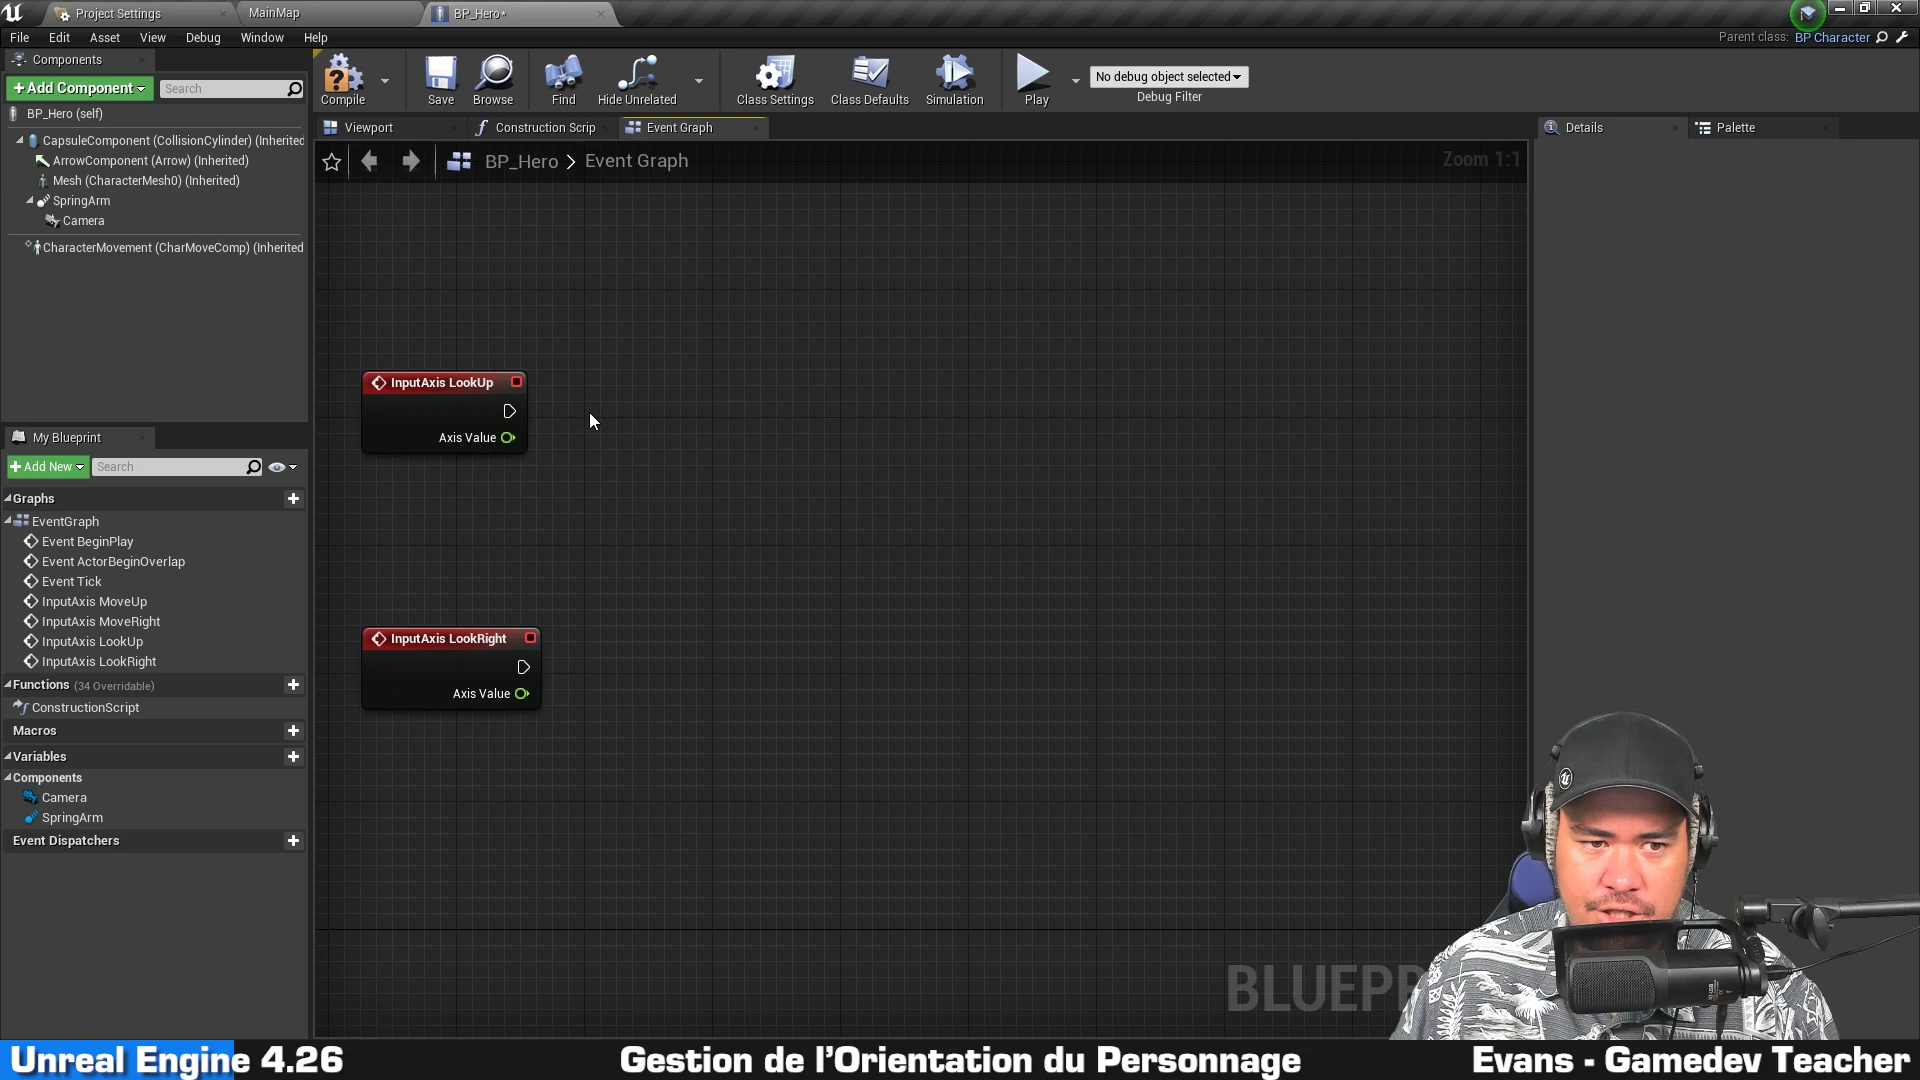 Project Settings
MainMap
BP_Hero*
File Edit Asset View Debug Window Help
Parent class: BP Character
Components
+Add Component
Search
BP_Hero (self)
CapsuleComponent (CollisionCylinder) (Inherited
ArrowComponent (Arrow) (Inherited)
Mesh (CharacterMesh0) (Inherited)
SpringArm
Camera
CharacterMovement (CharMoveComp) (Inherited
Compile
Save
Browse
Find
Hide Unrelated
Class Settings
Class Defaults
Simulation
Play
No debug object selected
Debug Filter
Viewport
Construction Scrip
Event Graph
BP_Hero > Event Graph
Zoom 1:1
Details
Palette
InputAxis LookUp
Axis Value
InputAxis LookRight
Axis Value
My Blueprint
+Add New
Search
Graphs
EventGraph
Event BeginPlay
Event ActorBeginOverlap
Event Tick
InputAxis MoveUp
InputAxis MoveRight
InputAxis LookUp
InputAxis LookRight
Functions (34 Overridable)
ConstructionScript
Macros
Variables
Components
Camera
SpringArm
Event Dispatchers
BLUEP
Unreal Engine 4.26
Gestion de l'Orientation du Personnage
Evans - Gamedev Teacher